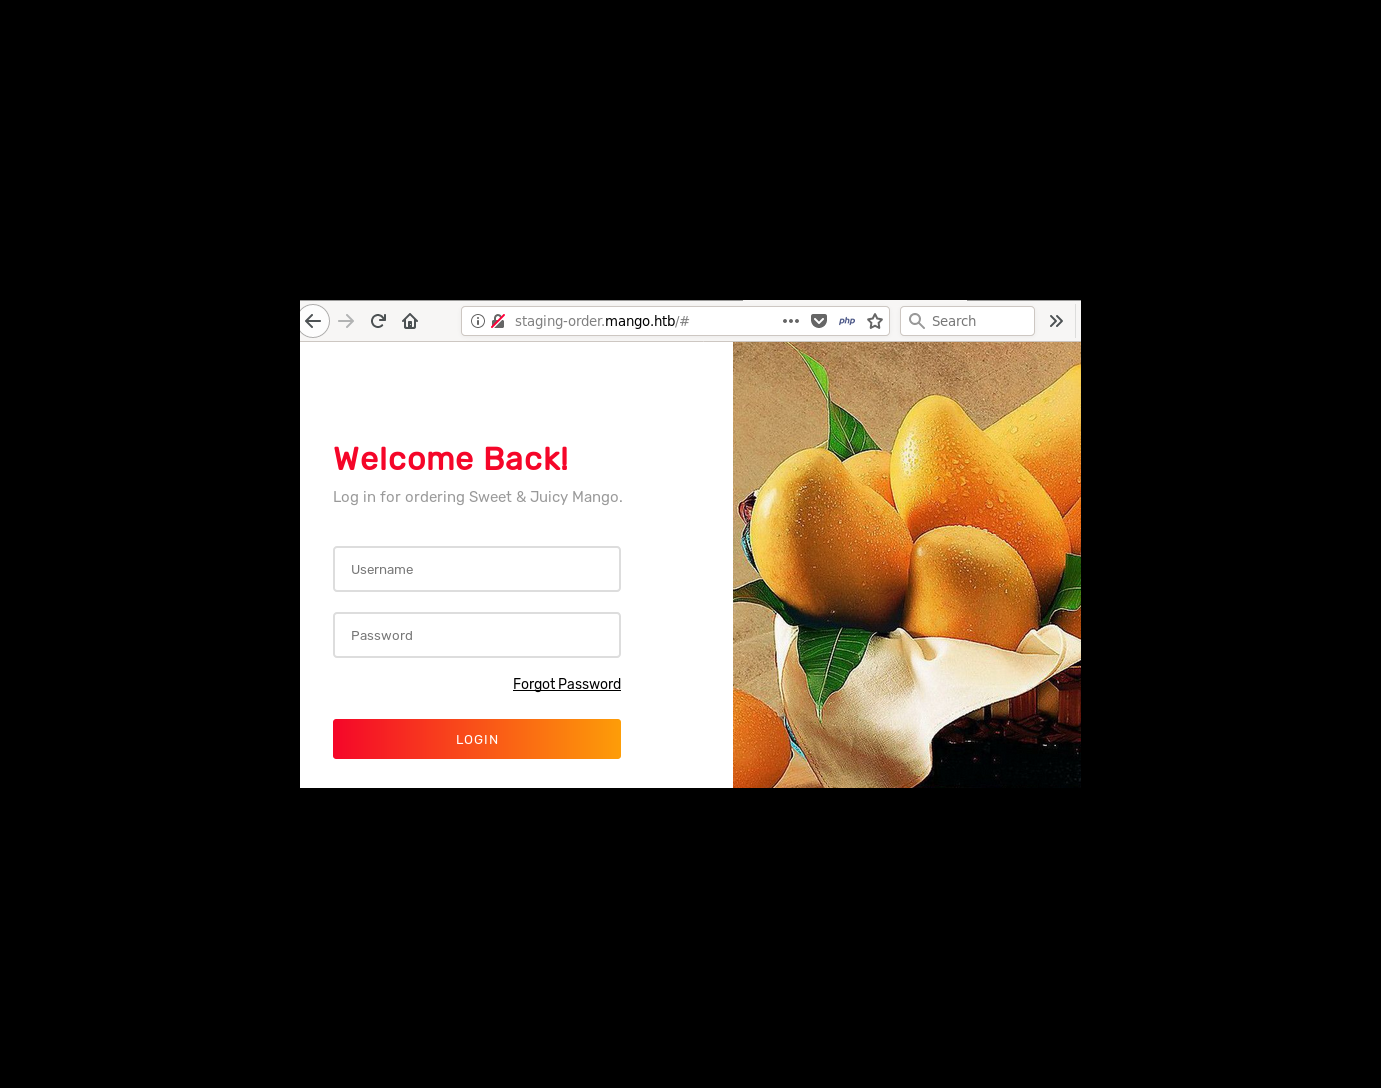 staging-order.mango.htb/#
php
Search
Welcome Back!
Log in for ordering Sweet & Juicy Mango.
Username
Password
Forgot Password
LOGIN